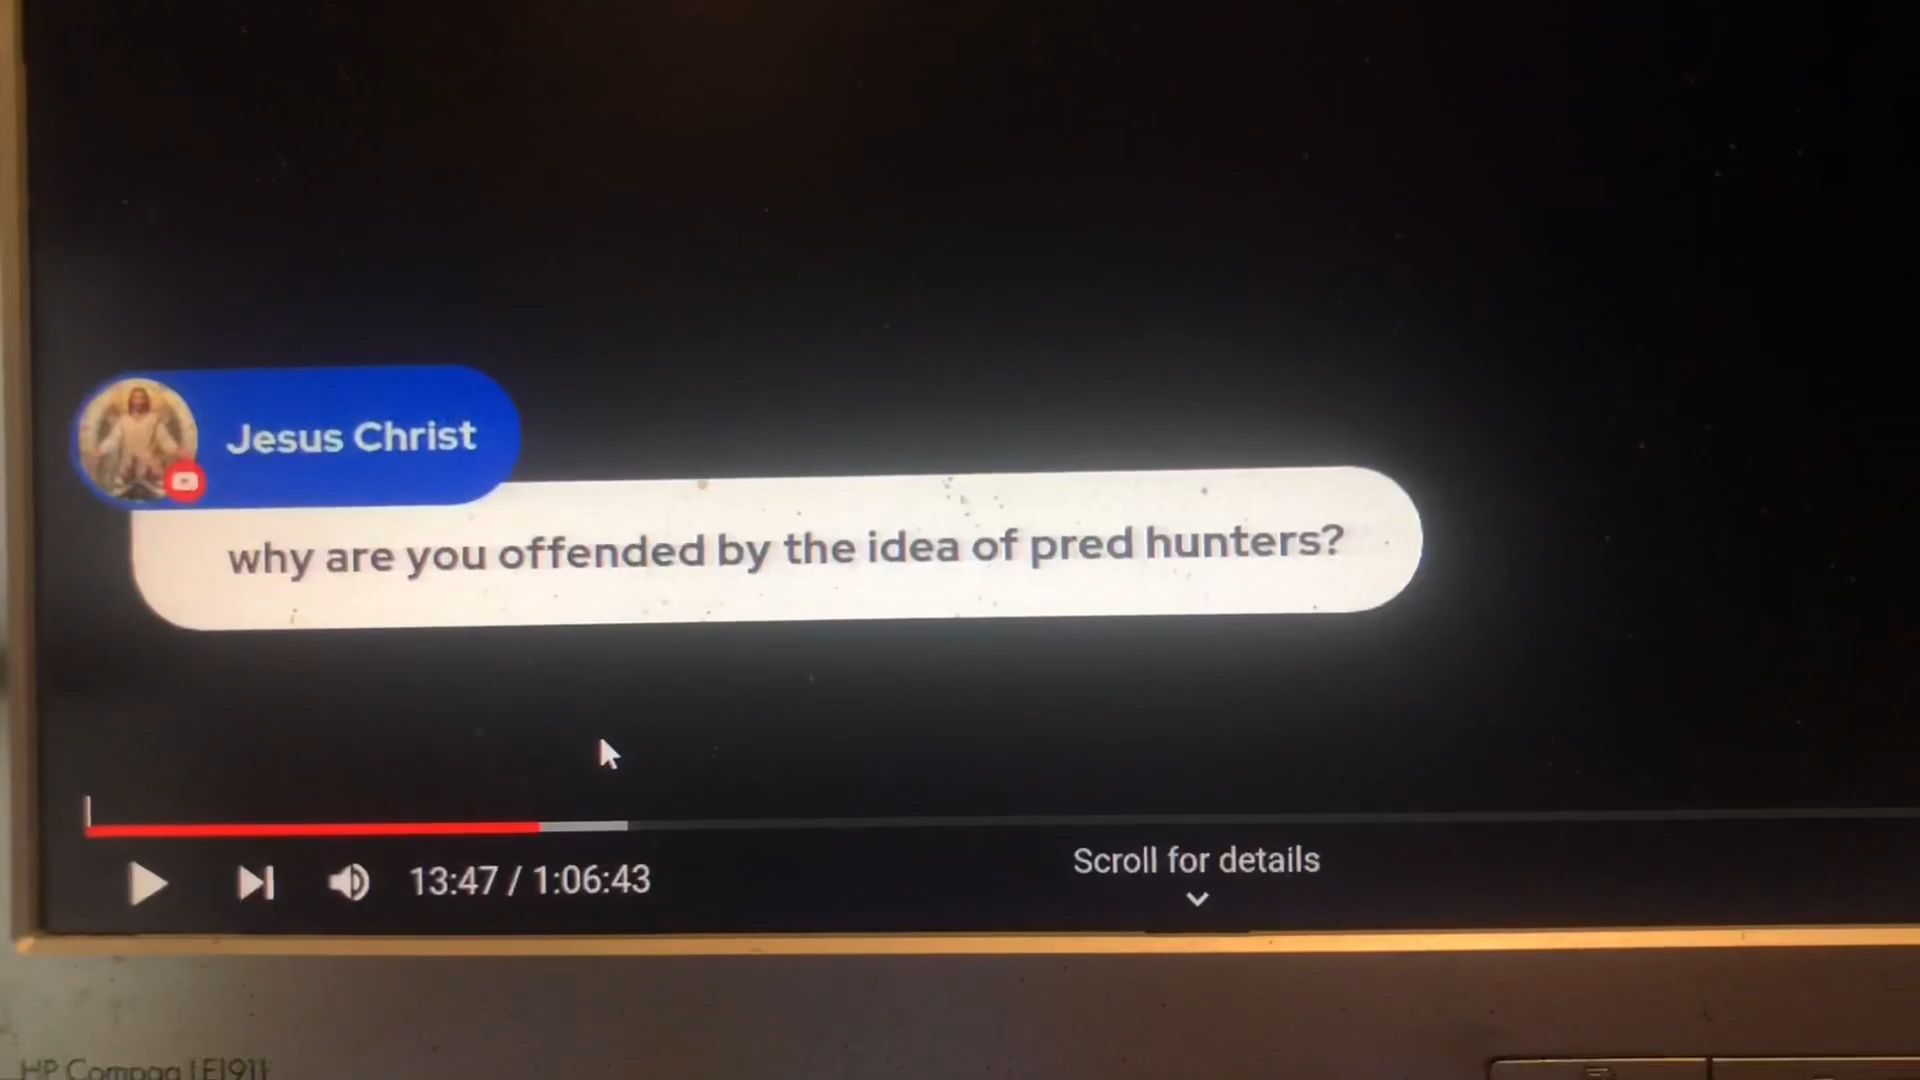 Jesus Christ
why are you offended by the idea of pred hunters?
13:47 / 1:06:43
Scroll for details
HP Compaq